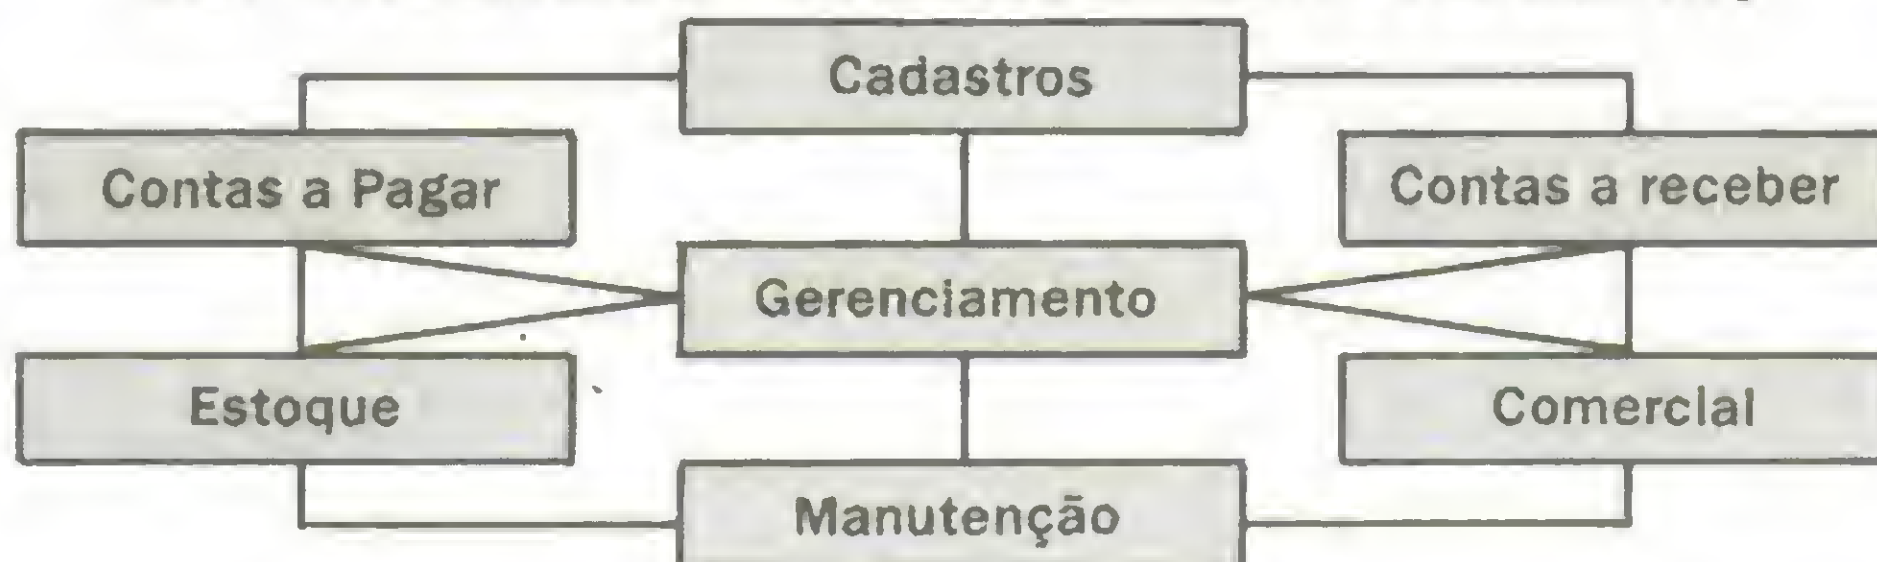 Cadastros
Contas a Pagar
Contas a receber
Gerenciamento
Estoque
Comercial
Manutenção